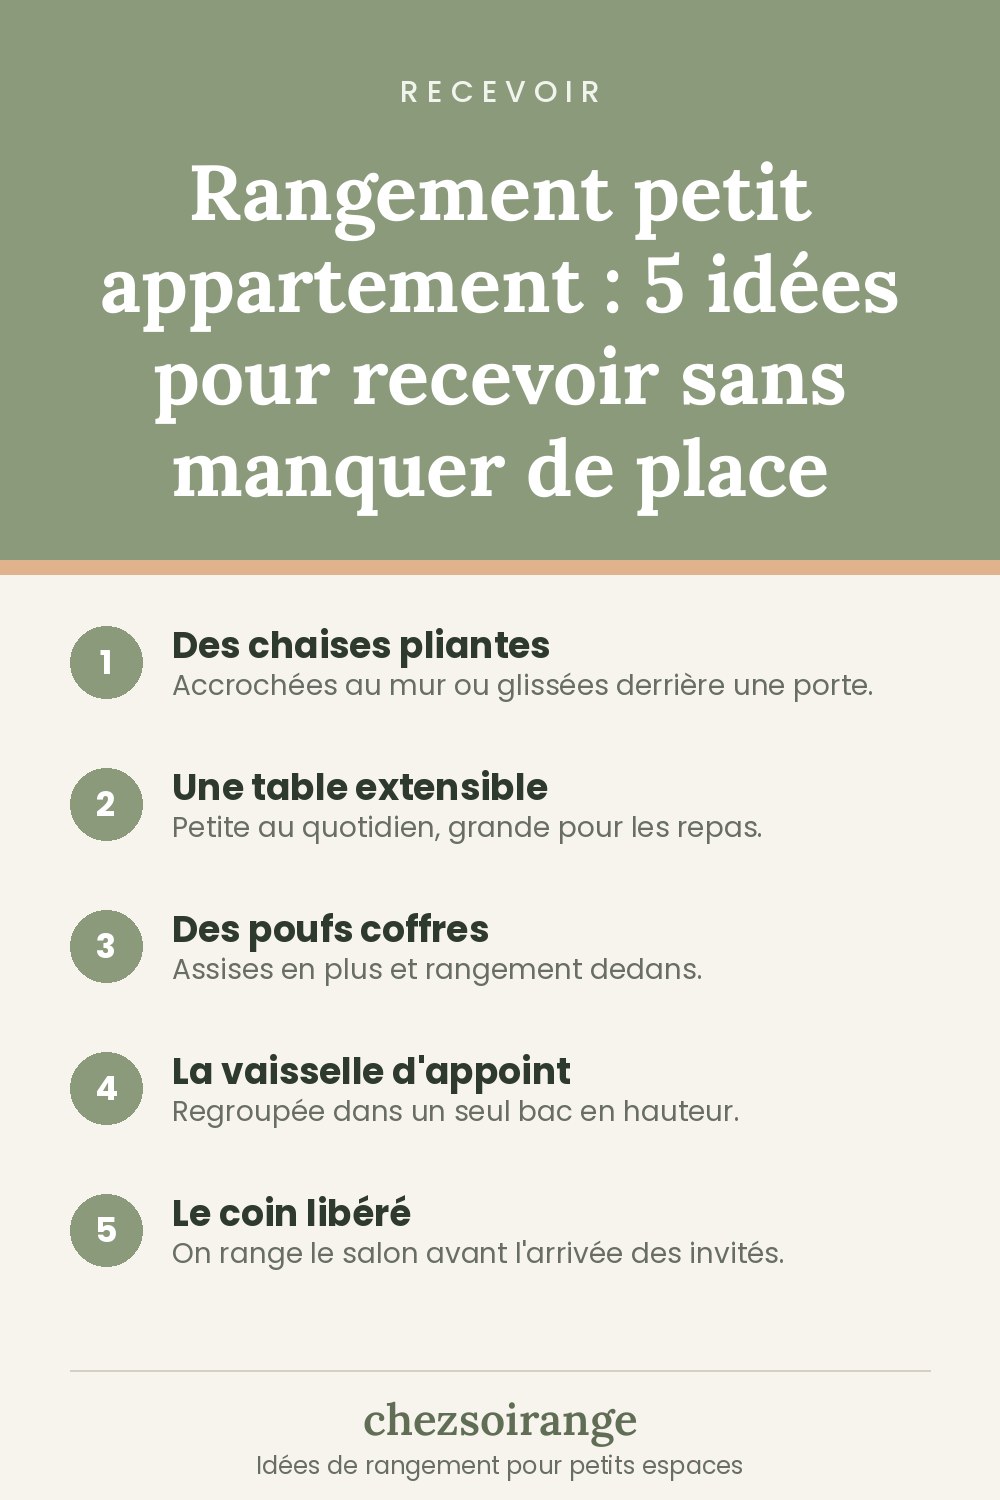 RECEVOIR
Rangement petit
appartement : 5 idées
pour recevoir sans
manquer de place
1
Des chaises pliantes
Accrochées au mur ou glissées derrière une porte.
2
Une table extensible
Petite au quotidien, grande pour les repas.
3
Des poufs coffres
Assises en plus et rangement dedans.
4
La vaisselle d'appoint
Regroupée dans un seul bac en hauteur.
5
Le coin libéré
On range le salon avant l'arrivée des invités.
chezsoirange
Idées de rangement pour petits espaces